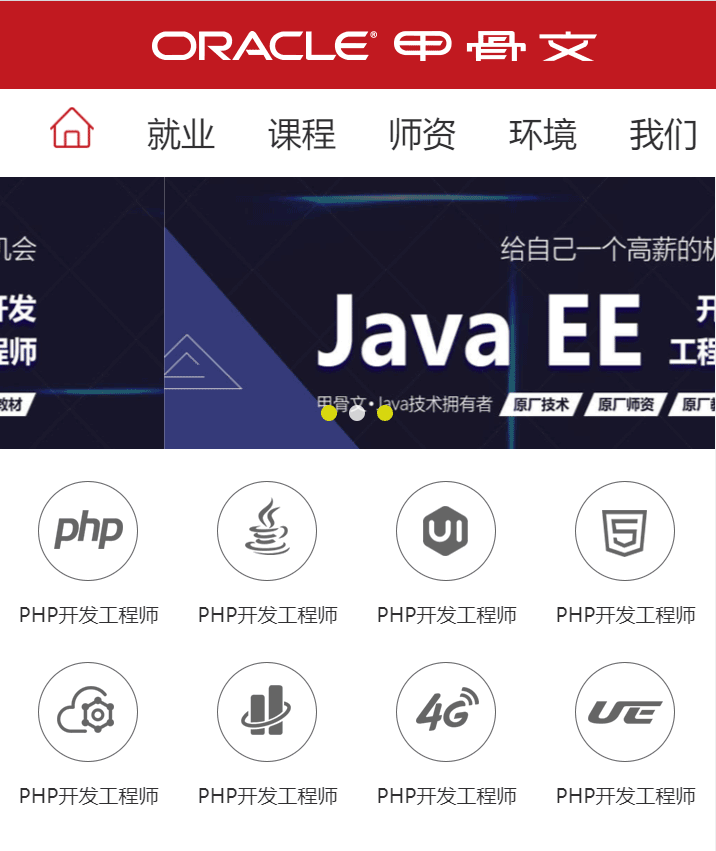 ORACLE® 甲骨文
就业 课程 师资 环境 我们
机会
开发
程师
教材
给自己一个高薪的机
Java EE 开
工程
甲骨文•Java技术拥有者 原厂技术 原厂师资 原厂教
php UI 5
PHP开发工程师 PHP开发工程师 PHP开发工程师 PHP开发工程师
4G UE
PHP开发工程师 PHP开发工程师 PHP开发工程师 PHP开发工程师